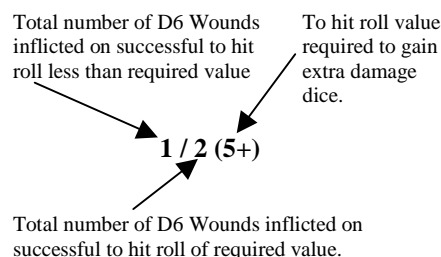 Total number of D6 Wounds
inflicted on successful to hit
roll less than required value
To hit roll value
required to gain
extra damage
dice.
1 / 2 (5+)
Total number of D6 Wounds inflicted on
successful to hit roll of required value.